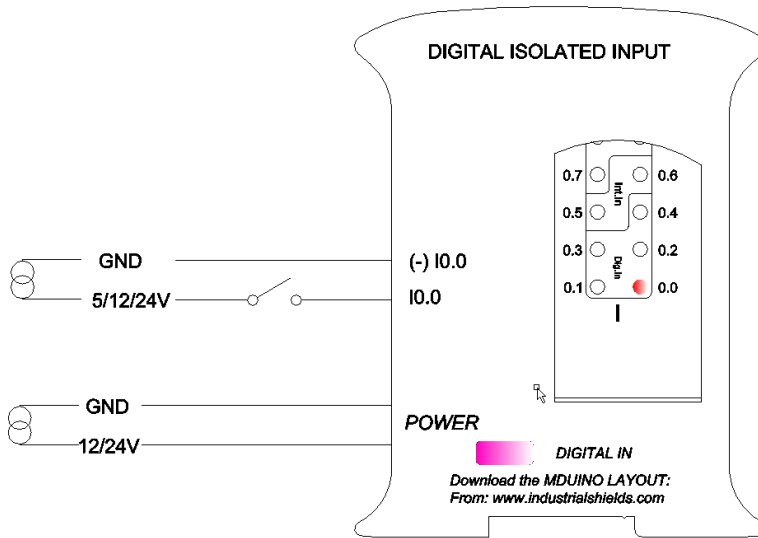 DIGITAL ISOLATED INPUT
0.7 0.6
Int.In
0.5 0.4
0.3 0.2
Dig.In
0.1 0.0
I
GND (-) I0.0
5/12/24V I0.0
GND
POWER
12/24V
DIGITAL IN
Download the MDUINO LAYOUT:
From: www.industrialshields.com